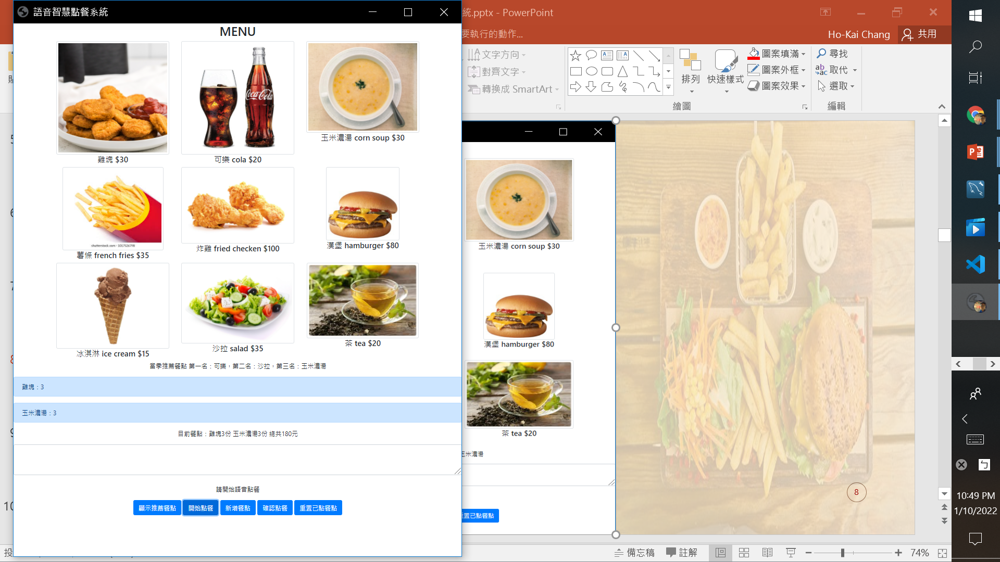 語音智慧點餐系統
MENU
雞塊 $30
可樂 cola $20
玉米濃湯 corn soup $30
Coca-Cola
薯條 french fries $35
炸雞 fried checken $100
漢堡 hamburger $80
shutterstock.com · 1017526798
冰淇淋 ice cream $15
沙拉 salad $35
茶 tea $20
當季推薦餐點 第一名：可樂，第二名：沙拉，第三名：玉米濃湯
雞塊：3
玉米濃湯：3
目前餐點：雞塊3份 玉米濃湯3份 總共180元
請開始語音點餐
顯示推薦餐點 開始點餐 新增餐點 確認點餐 重置已點餐點
統.pptx - PowerPoint
要執行的動作...
Ho-Kai Chang 共用
文字方向
對齊文字
轉換成 SmartArt
排列
快速樣式
圖案填滿
圖案外框
圖案效果
繪圖
尋找
取代
選取
編輯
玉米濃湯 corn soup $30
漢堡 hamburger $80
茶 tea $20
玉米濃湯
重置已點餐點
8
10
備忘稿 註解 74%
ㄅ
10:49 PM
1/10/2022